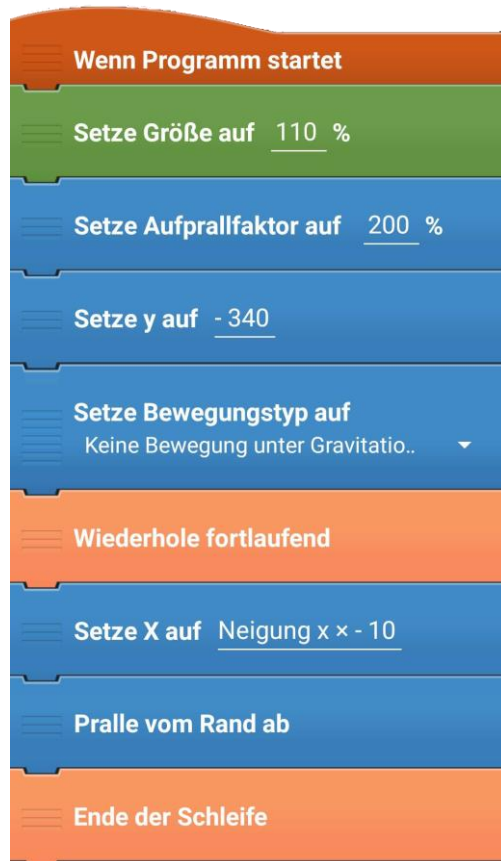 Wenn Programm startet
Setze Größe auf 110 %
Setze Aufprallfaktor auf 200 %
Setze y auf - 340
Setze Bewegungstyp auf
Keine Bewegung unter Gravitatio..
Wiederhole fortlaufend
Setze X auf Neigung x × - 10
Pralle vom Rand ab
Ende der Schleife